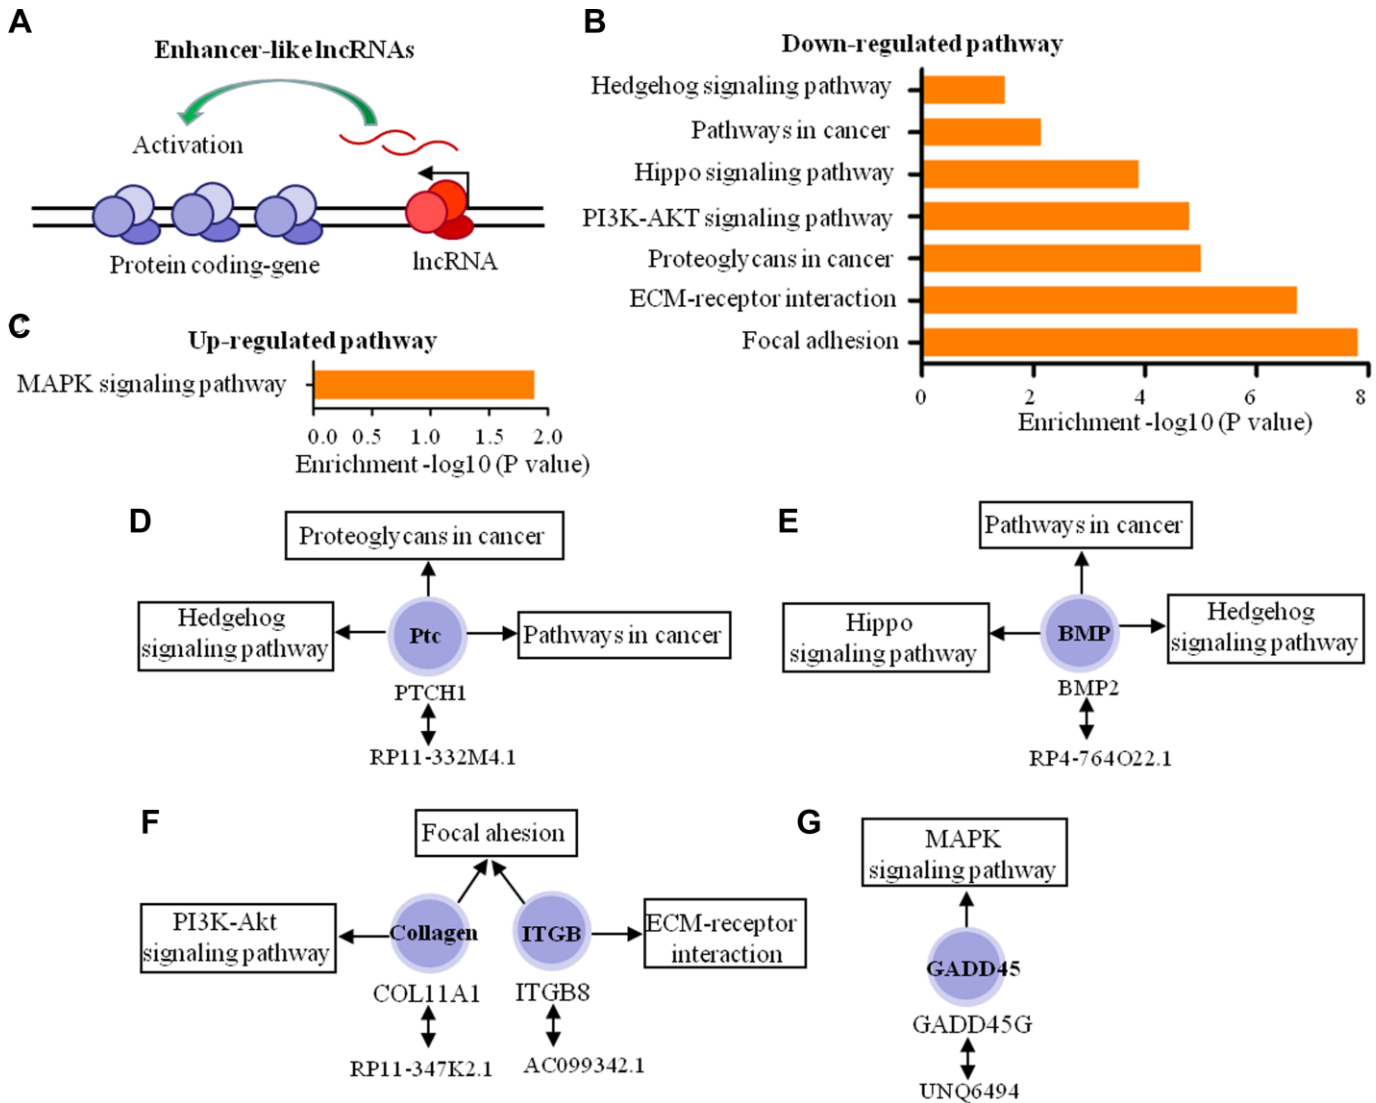 A
Enhancer-like lncRNAs
Activation
Protein coding-gene
lncRNA
B
Down-regulated pathway
Hedgehog signaling pathway
Pathways in cancer
Hippo signaling pathway
PI3K-AKT signaling pathway
Proteoglycans in cancer
ECM-receptor interaction
Focal adhesion
0 2 4 6 8
Enrichment -log10 (P value)
C
Up-regulated pathway
MAPK signaling pathway
0.0 0.5 1.0 1.5 2.0
Enrichment -log10 (P value)
D
Proteoglycans in cancer
Hedgehog
signaling pathway
Ptc
Pathways in cancer
PTCH1
RP11-332M4.1
E
Pathways in cancer
Hippo
signaling pathway
BMP
Hedgehog
signaling pathway
BMP2
RP4-764O22.1
F
Focal ahesion
PI3K-Akt
signaling pathway
Collagen
ITGB
ECM-receptor
interaction
COL11A1
ITGB8
RP11-347K2.1
AC099342.1
G
MAPK
signaling pathway
GADD45
GADD45G
UNQ6494